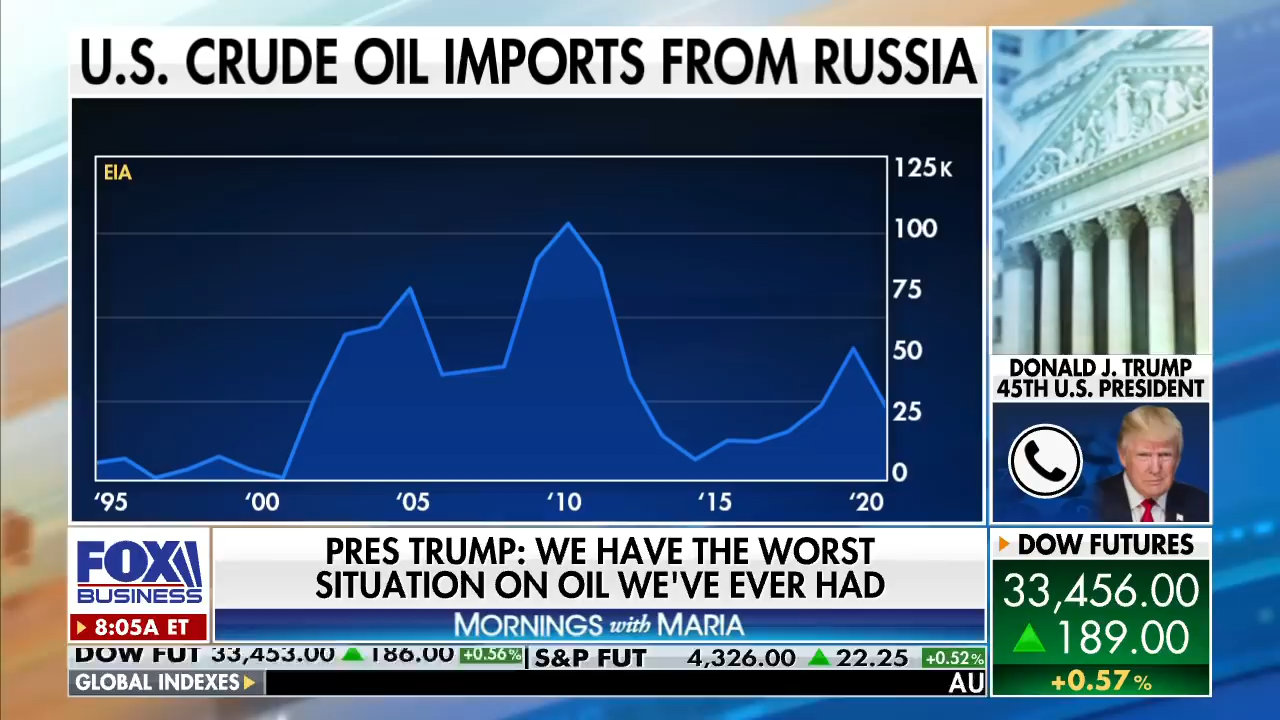 U.S. CRUDE OIL IMPORTS FROM RUSSIA
EIA
125K
100
75
50
25
0
'95 '00 '05 '10 '15 '20
DONALD J. TRUMP
45TH U.S. PRESIDENT
FOX
BUSINESS
8:05A ET
PRES TRUMP: WE HAVE THE WORST
SITUATION ON OIL WE'VE EVER HAD
MORNINGS with MARIA
DOW FUTURES
33,456.00
189.00
+0.57%
DOW FUT 33,453.00 186.00 +0.56% S&P FUT 4,326.00 22.25 +0.52%
GLOBAL INDEXES AU